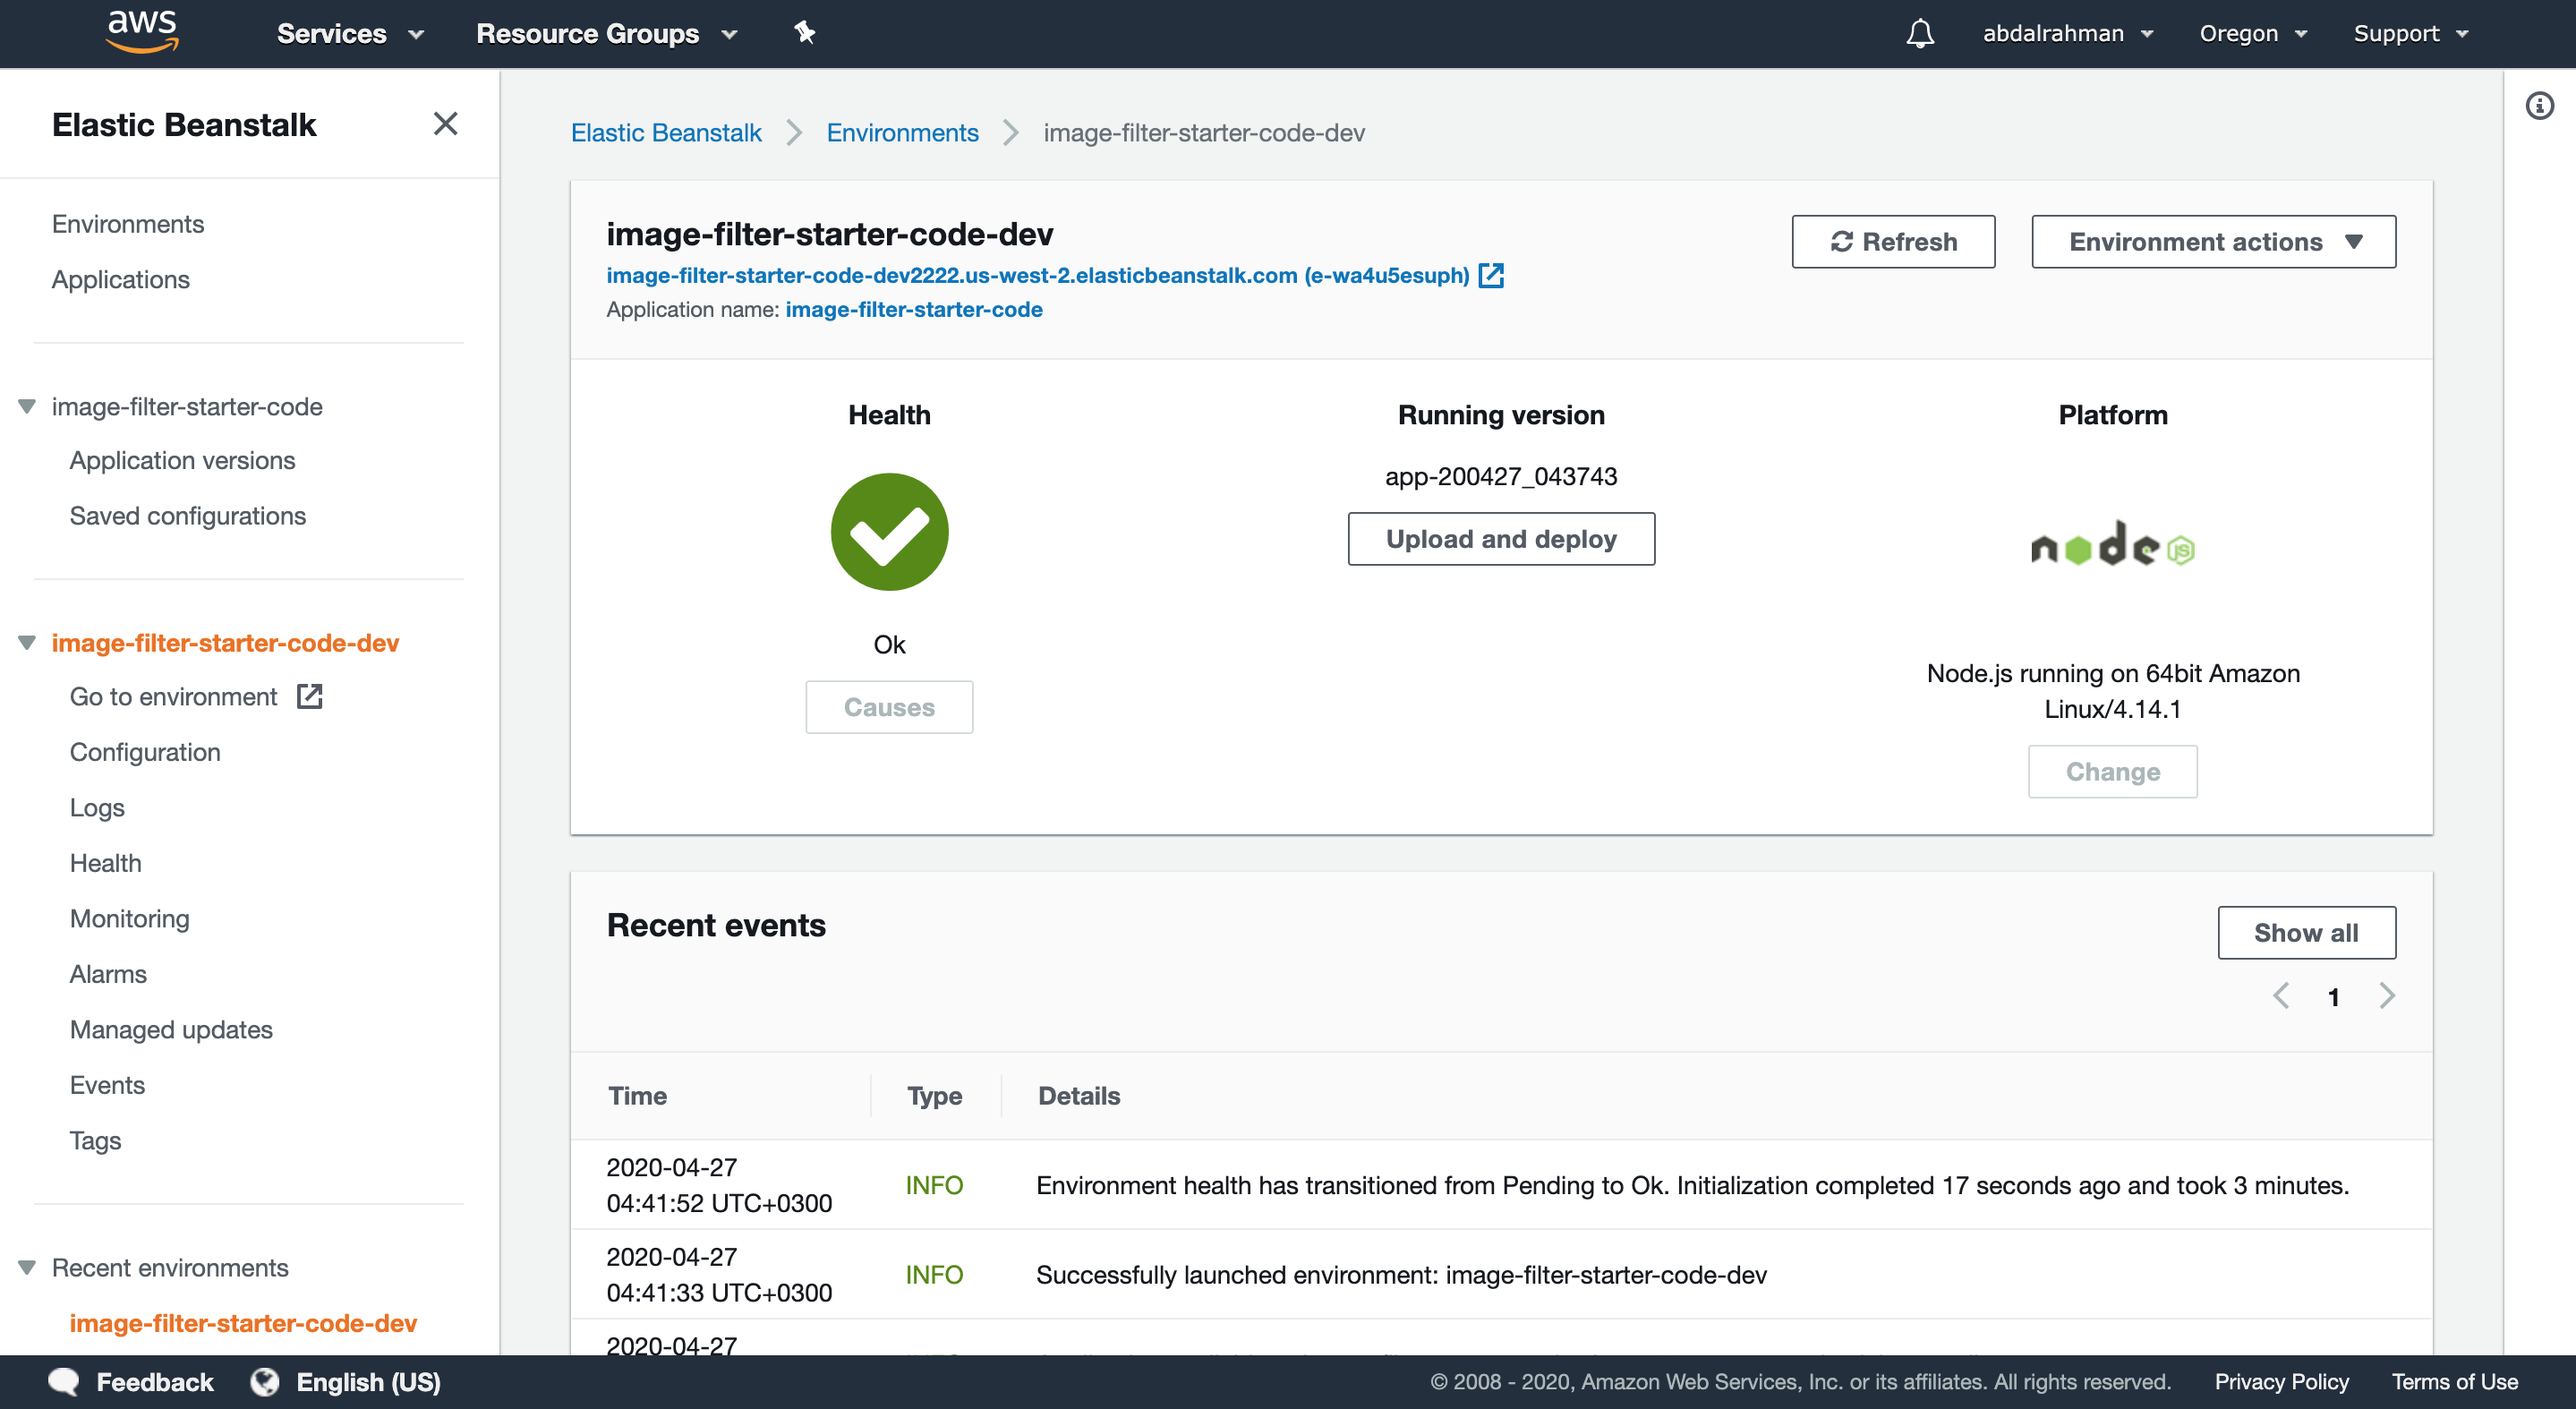 aws
Services
Resource Groups
abdalrahman
Oregon
Support
Elastic Beanstalk
Environments
Applications
image-filter-starter-code
Application versions
Saved configurations
image-filter-starter-code-dev
Go to environment
Configuration
Logs
Health
Monitoring
Alarms
Managed updates
Events
Tags
Recent environments
image-filter-starter-code-dev
Elastic Beanstalk
Environments
image-filter-starter-code-dev
image-filter-starter-code-dev
image-filter-starter-code-dev2222.us-west-2.elasticbeanstalk.com (e-wa4u5esuph)
Application name: image-filter-starter-code
Refresh
Environment actions
Health
Ok
Causes
Running version
app-200427_043743
Upload and deploy
Platform
node JS
Node.js running on 64bit Amazon
Linux/4.14.1
Change
Recent events
Show all
1
Time
Type
Details
2020-04-27
04:41:52 UTC+0300
INFO
Environment health has transitioned from Pending to Ok. Initialization completed 17 seconds ago and took 3 minutes.
2020-04-27
04:41:33 UTC+0300
INFO
Successfully launched environment: image-filter-starter-code-dev
2020-04-27
Feedback
English (US)
© 2008 - 2020, Amazon Web Services, Inc. or its affiliates. All rights reserved.
Privacy Policy
Terms of Use